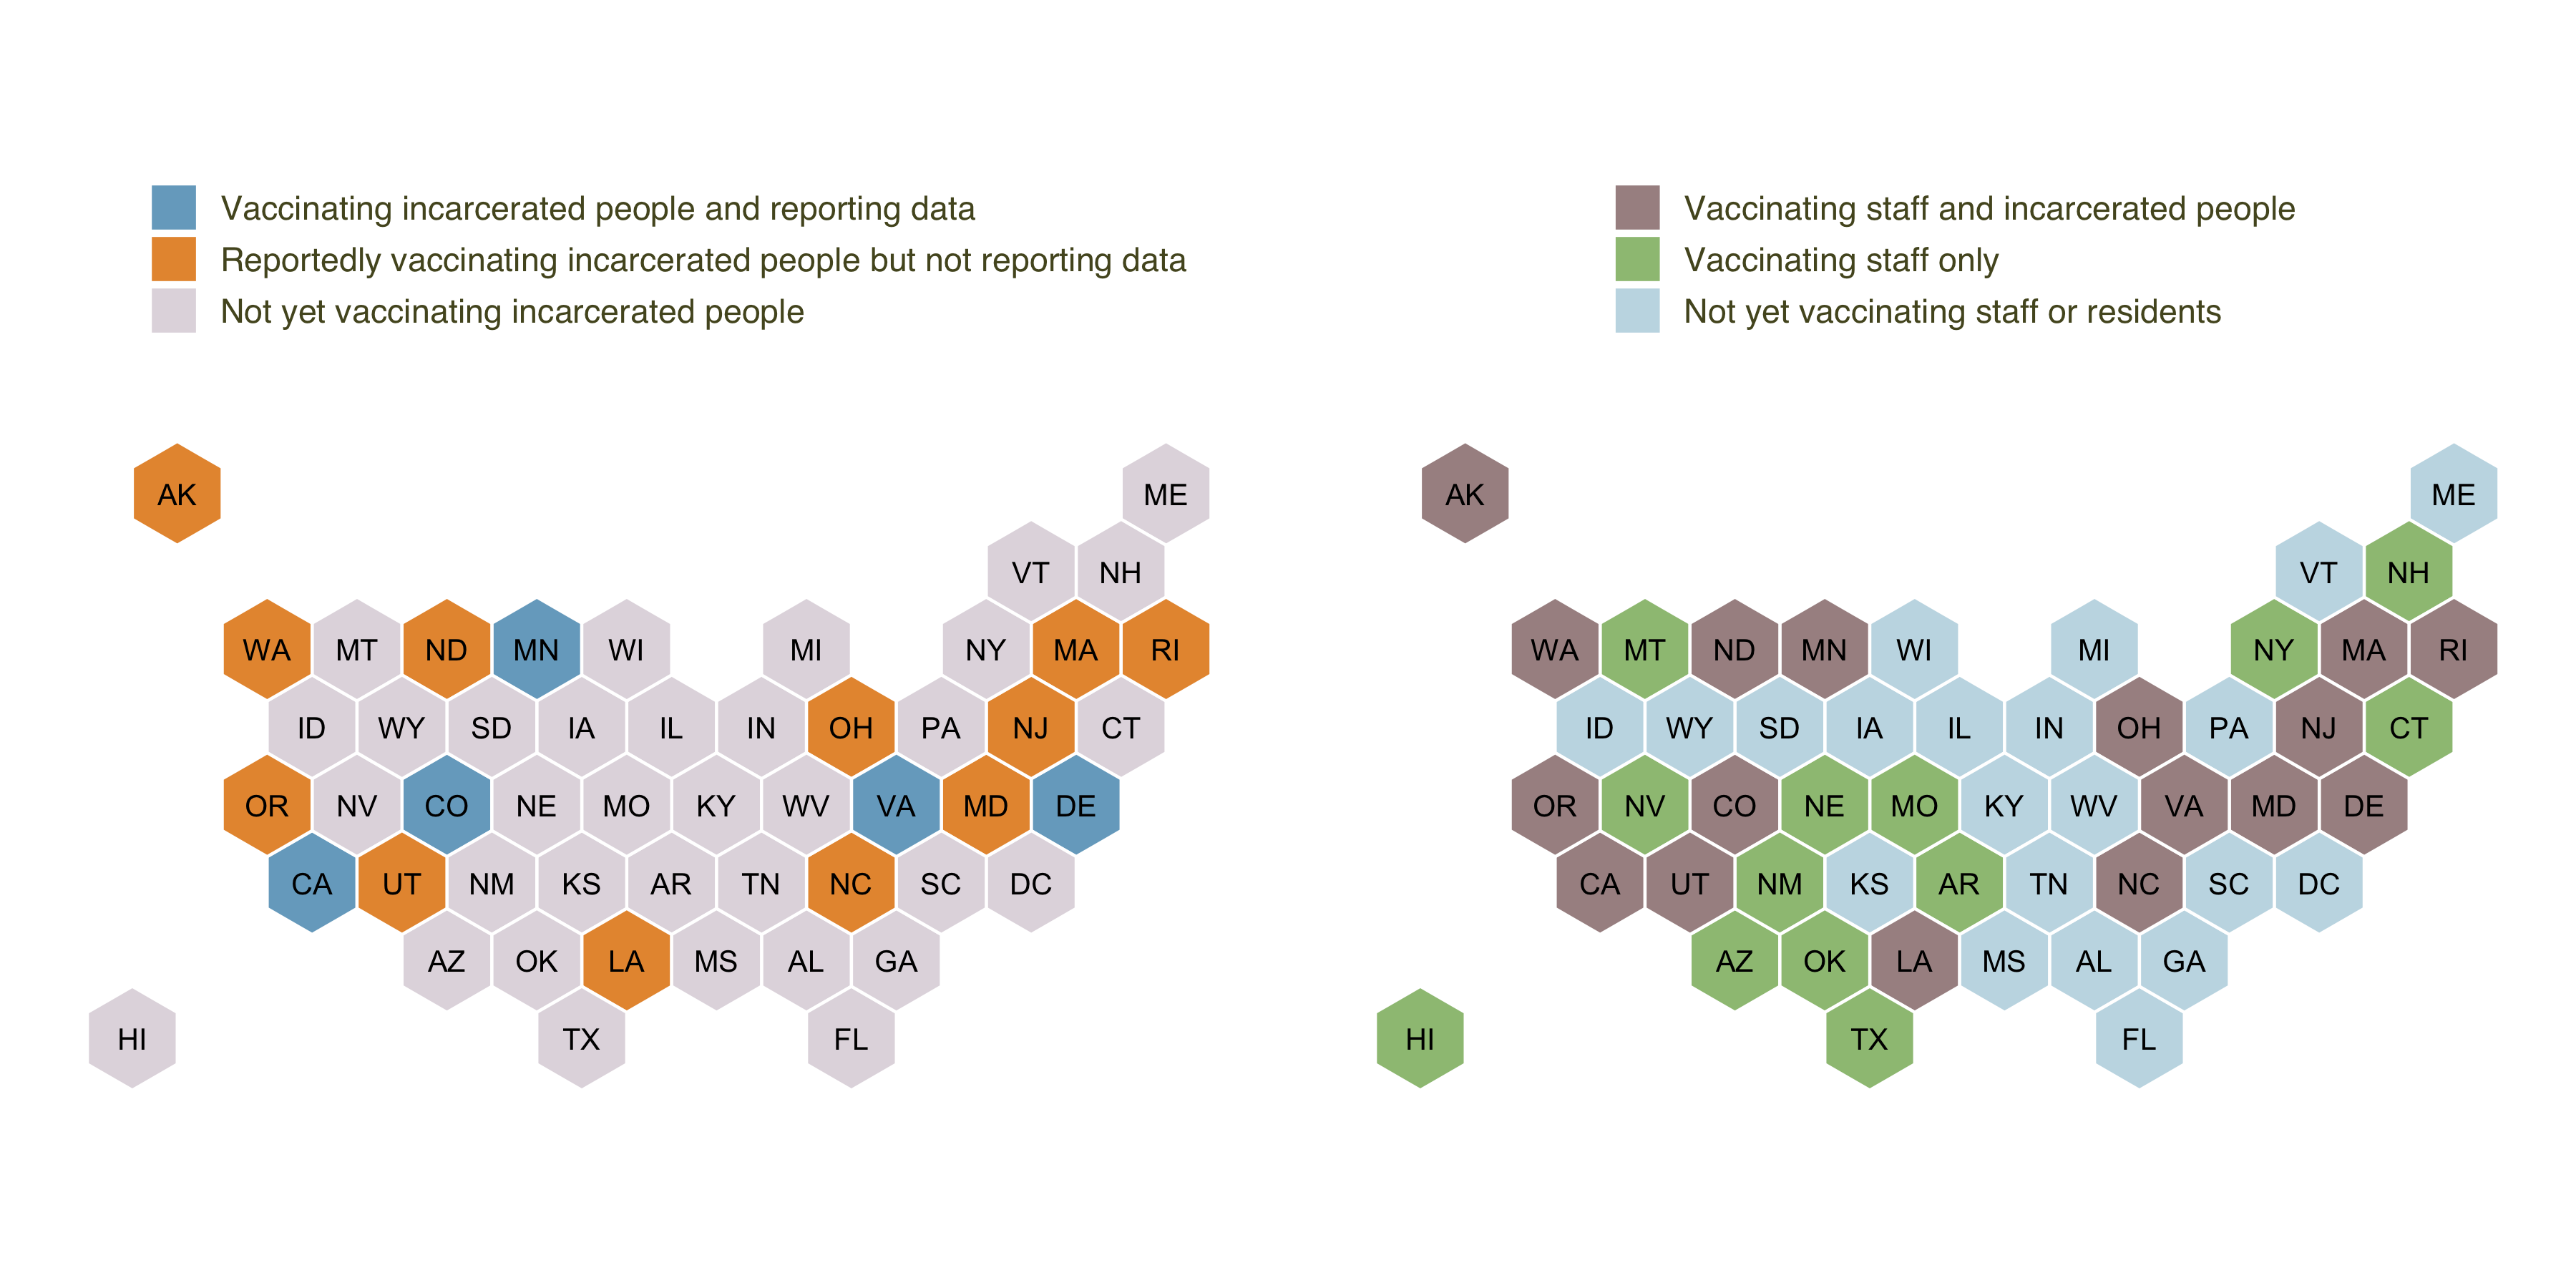 Vaccinating incarcerated people and reporting data
Reportedly vaccinating incarcerated people but not reporting data
Not yet vaccinating incarcerated people
AK
ME
VT NH
WA MT ND MN WI MI NY MA RI
ID WY SD IA IL IN OH PA NJ CT
OR NV CO NE MO KY WV VA MD DE
CA UT NM KS AR TN NC SC DC
AZ OK LA MS AL GA
HI TX FL
Vaccinating staff and incarcerated people
Vaccinating staff only
Not yet vaccinating staff or residents
AK
ME
VT NH
WA MT ND MN WI MI NY MA RI
ID WY SD IA IL IN OH PA NJ CT
OR NV CO NE MO KY WV VA MD DE
CA UT NM KS AR TN NC SC DC
AZ OK LA MS AL GA
HI TX FL